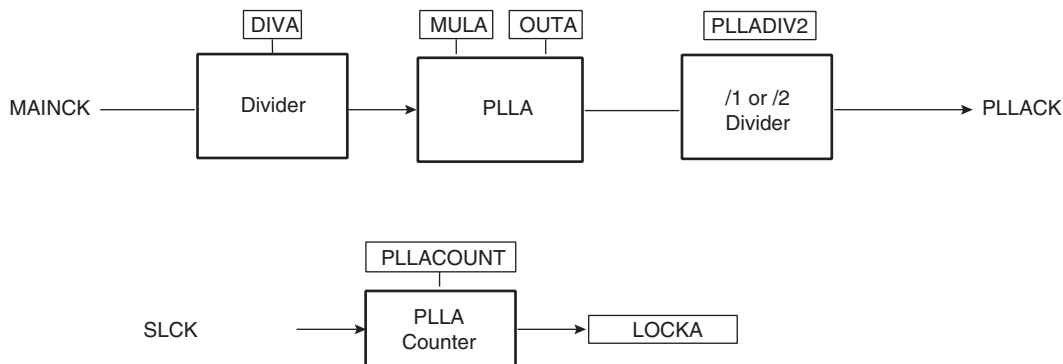 DIVA
MULA
OUTA
PLLADIV2
MAINCK
Divider
PLLA
/1 or /2
Divider
PLLACK
PLLACOUNT
SLCK
PLLA
Counter
LOCKA